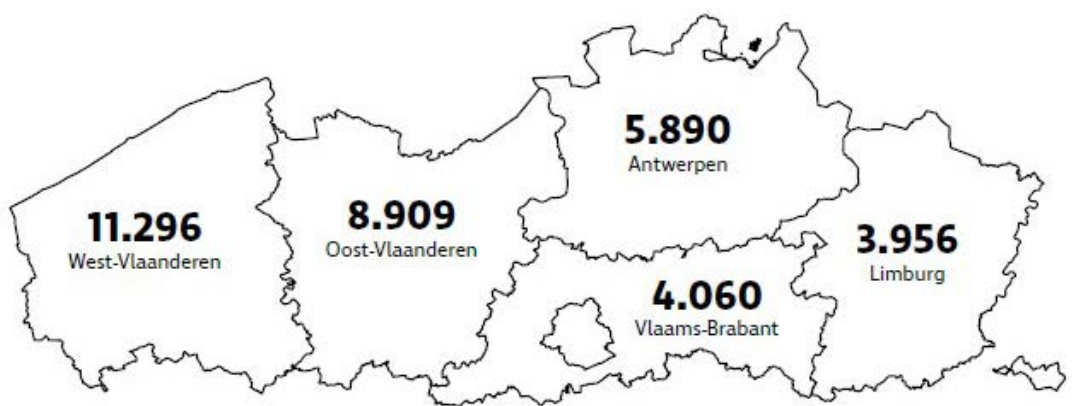 5.890
Antwerpen
11.296
West-Vlaanderen
8.909
Oost-Vlaanderen
3.956
Limburg
4.060
Vlaams-Brabant